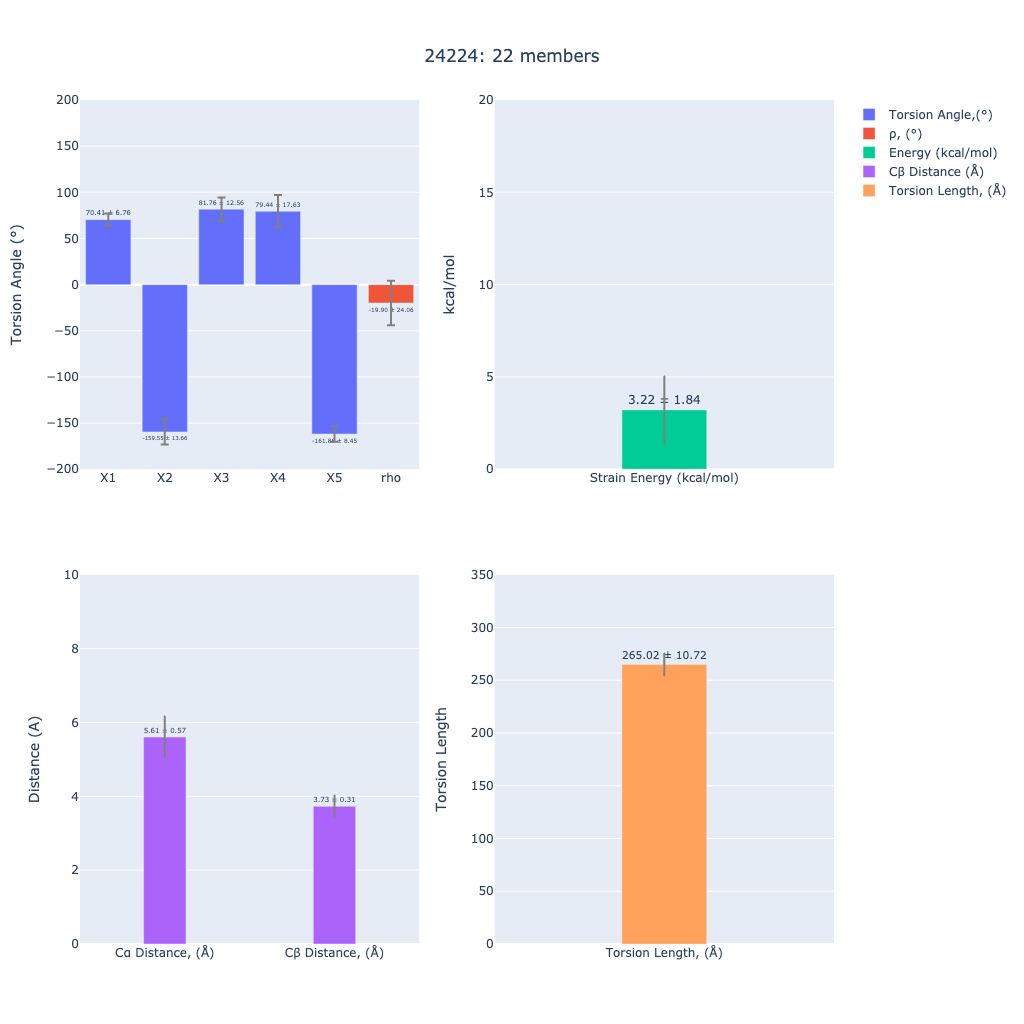 24224: 22 members
Torsion Angle (°)
200
150
100
50
0
−50
−100
−150
−200
70.41 ± 6.76
-159.55 ± 13.66
81.76 ± 12.56
79.44 ± 17.63
± 8.45
-19.90 ± 24.06
X1 X2 X3 X4 X5 rho
kcal/mol
20
15
10
5
0
3.22 ± 1.84
Strain Energy (kcal/mol)
Torsion Angle,(°)
ρ, (°)
Energy (kcal/mol)
Cβ Distance (Å)
Torsion Length, (Å)
Distance (A)
10
8
6
4
2
0
5.61 ± 0.57
3.73 ± 0.31
Cα Distance, (Å) Cβ Distance, (Å)
Torsion Length
350
300
250
200
150
100
50
0
265.02 ± 10.72
Torsion Length, (Å)